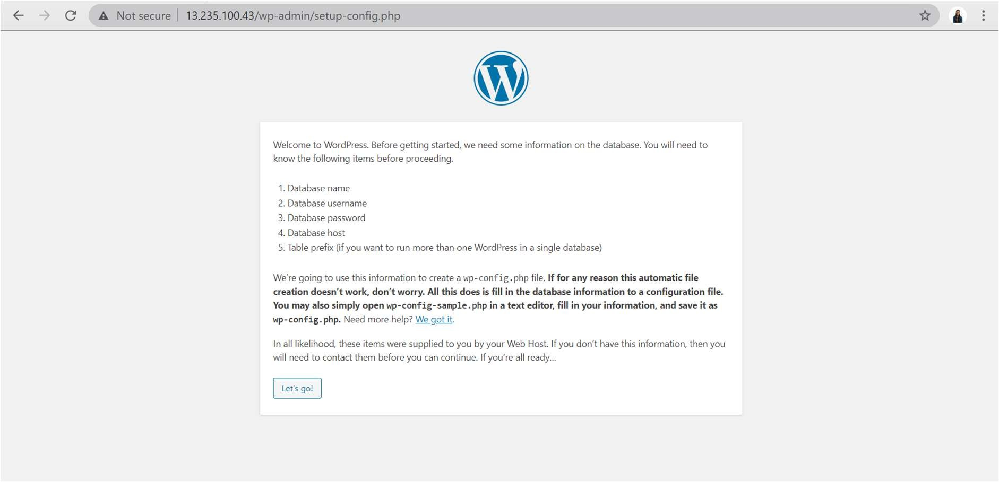 Not secure 13.235.100.43/wp-admin/setup-config.php
Welcome to WordPress. Before getting started, we need some information on the database. You will need to
know the following items before proceeding.
1. Database name
2. Database username
3. Database password
4. Database host
5. Table prefix (if you want to run more than one WordPress in a single database)
We’re going to use this information to create a wp-config.php file. If for any reason this automatic file
creation doesn’t work, don’t worry. All this does is fill in the database information to a configuration file.
You may also simply open wp-config-sample.php in a text editor, fill in your information, and save it as
wp-config.php. Need more help? We got it.
In all likelihood, these items were supplied to you by your Web Host. If you don’t have this information, then you
will need to contact them before you can continue. If you’re all ready…
Let’s go!